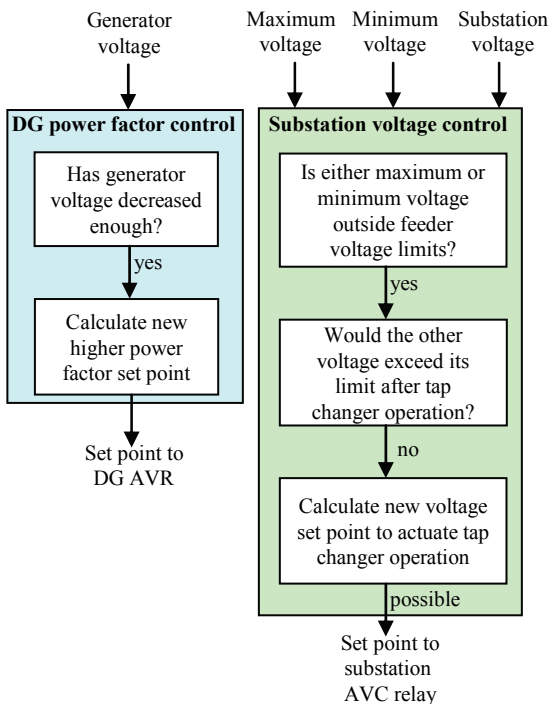 Generator
voltage
DG power factor control
Has generator
voltage decreased
enough?
yes
Calculate new
higher power
factor set point
Set point to
DG AVR
Maximum
voltage
Minimum
voltage
Substation
voltage
Substation voltage control
Is either maximum or
minimum voltage
outside feeder
voltage limits?
yes
Would the other
voltage exceed its
limit after tap
changer operation?
no
Calculate new voltage
set point to actuate tap
changer operation
possible
Set point to
substation
AVC relay